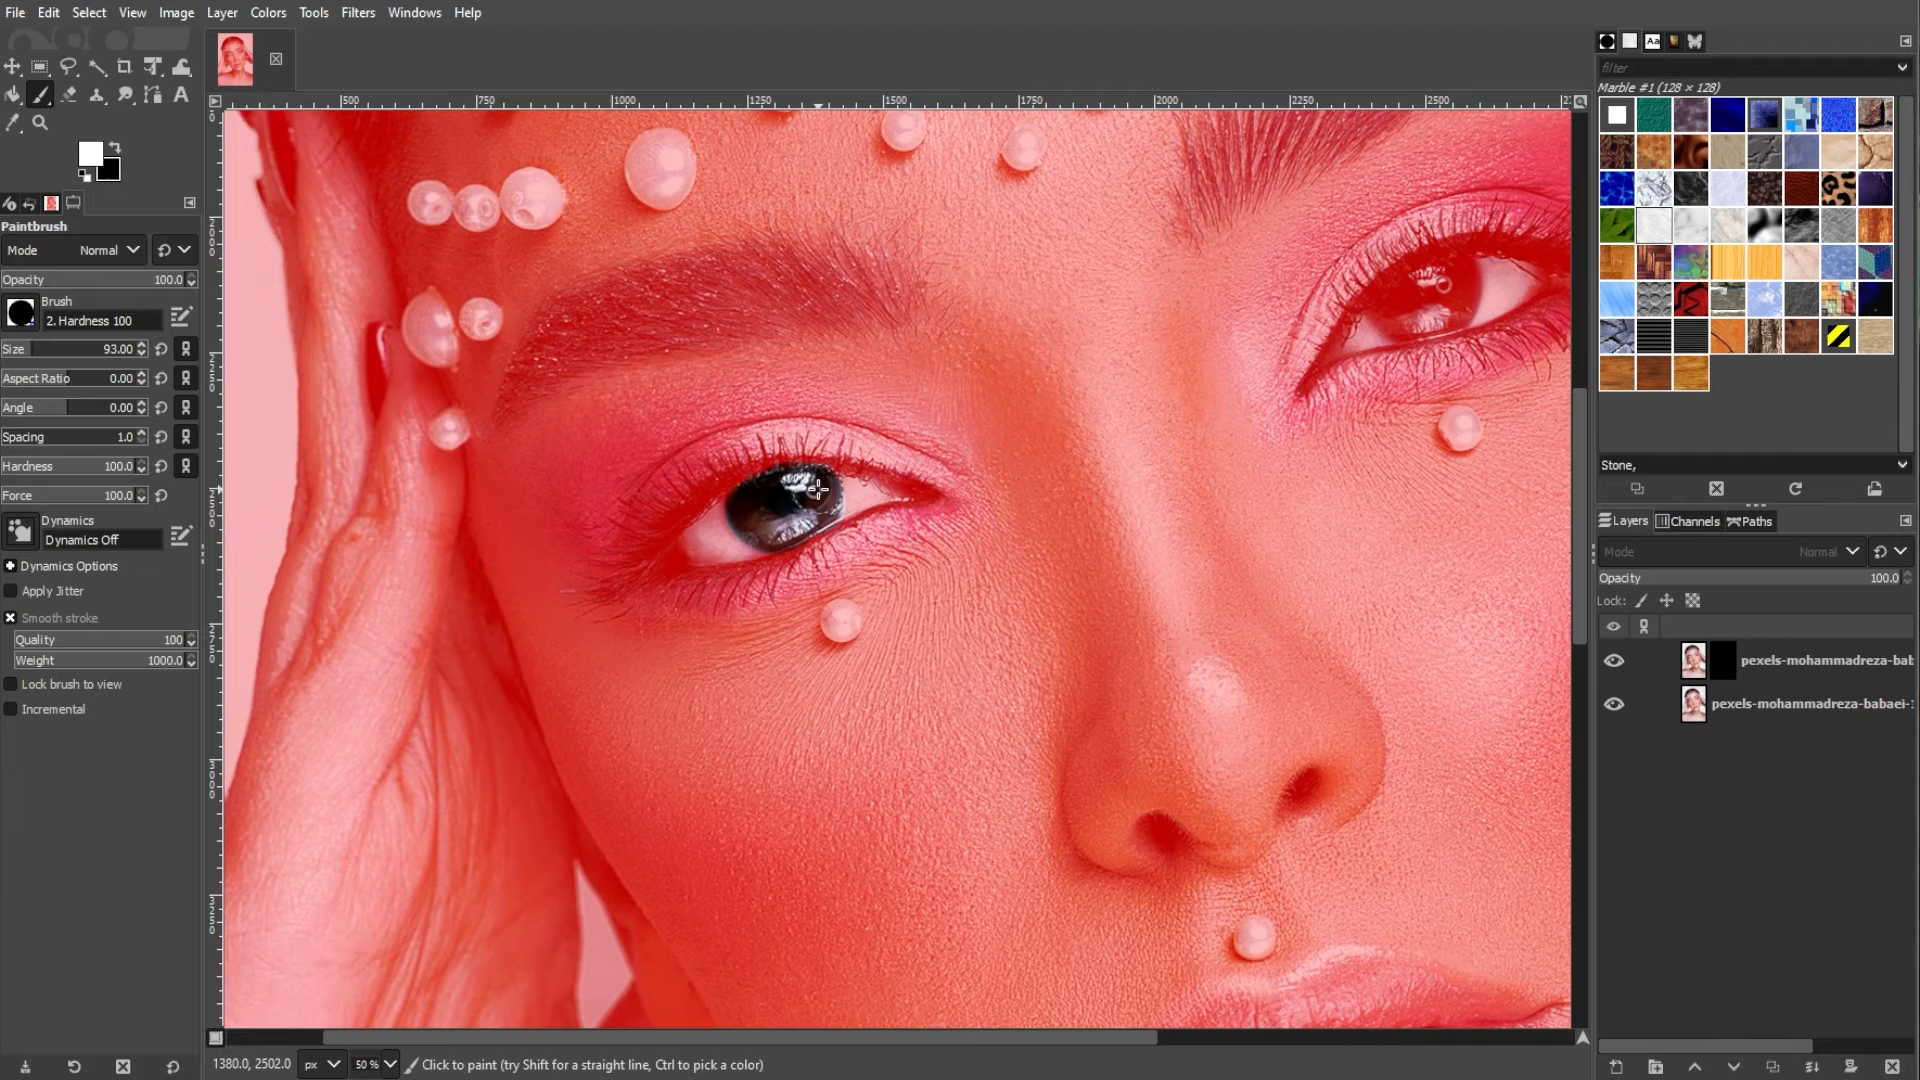 File Edit Select View Image Layer Colors Tools Filters Windows Help
filter
Marble #1 (128 × 128)
500 750 1000 1250 1500 1750 2000 2250 2500
Paintbrush
Mode Normal
Opacity 100.0
Brush
2. Hardness 100
Size 93.00
Aspect Ratio 0.00
Angle 0.00
Spacing 1.0
Hardness 100.0
Force 100.0
Dynamics
Dynamics Off
Dynamics Options
Apply Jitter
Smooth stroke
Quality 100
Weight 1000.0
Lock brush to view
Incremental
Stone,
Layers Channels Paths
Mode Normal
Opacity 100.0
Lock:
pexels-mohammadreza-bab
pexels-mohammadreza-babaei-
1380.0, 2502.0 px 50 % Click to paint (try Shift for a straight line, Ctrl to pick a color)